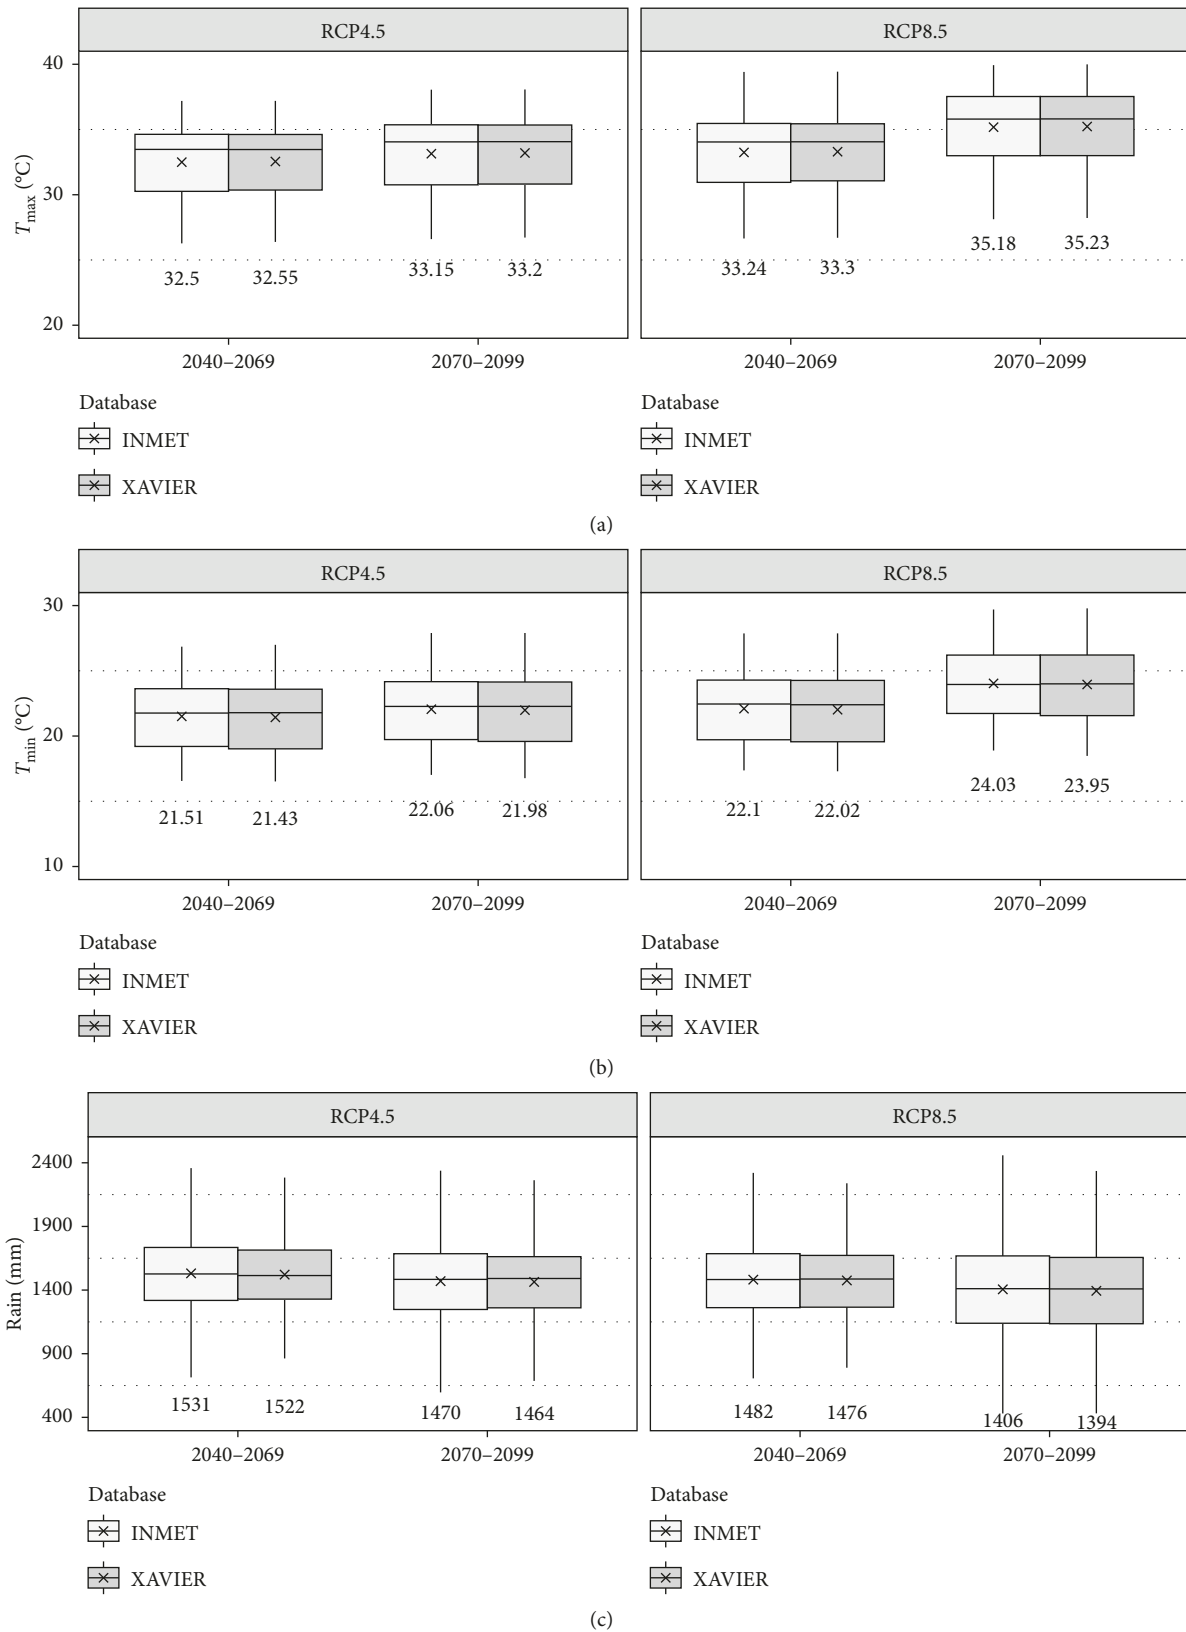 RCP4.5 RCP8.5
40
30
20
T max (°C)
32.5 32.55 33.15 33.2 33.24 33.3 35.18 35.23
2040–2069 2070–2099 2040–2069 2070–2099
Database Database
INMET INMET
XAVIER XAVIER
(a)
RCP4.5 RCP8.5
30
20
10
T min (°C)
21.51 21.43 22.06 21.98 22.1 22.02 24.03 23.95
2040–2069 2070–2099 2040–2069 2070–2099
Database Database
INMET INMET
XAVIER XAVIER
(b)
RCP4.5 RCP8.5
2400
1900
1400
900
400
Rain (mm)
1531 1522 1470 1464 1482 1476 1406 1394
2040–2069 2070–2099 2040–2069 2070–2099
Database Database
INMET INMET
XAVIER XAVIER
(c)